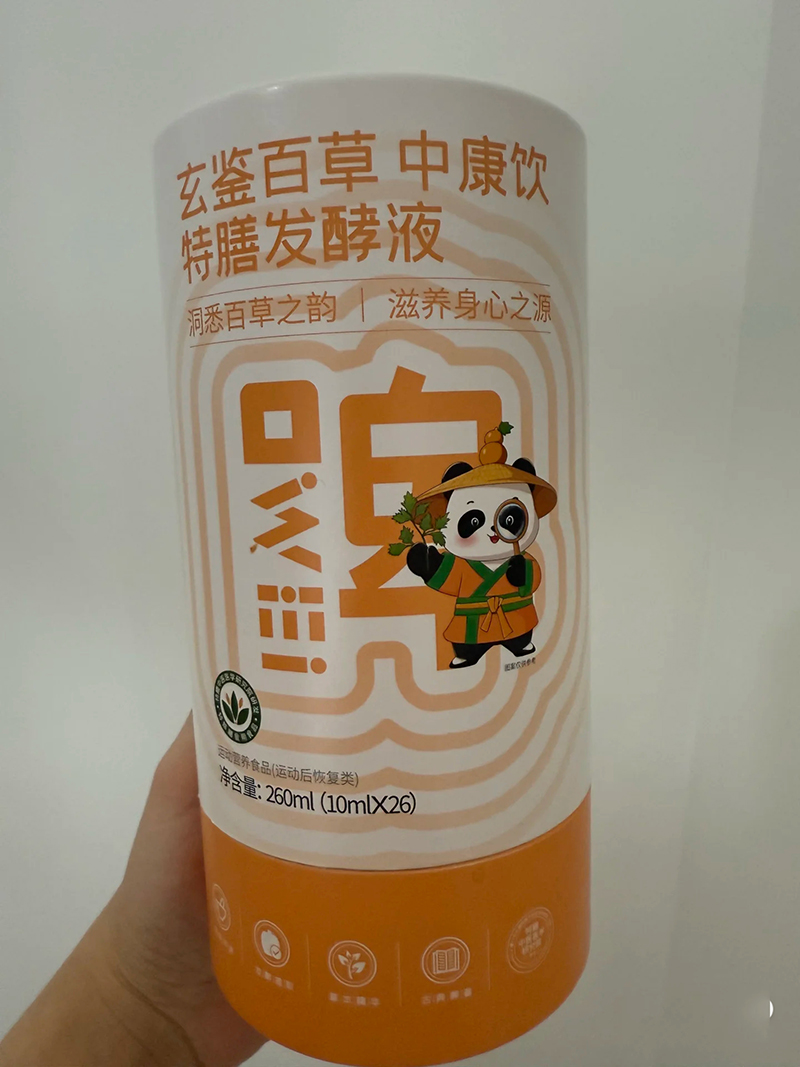 玄鉴百草 中康饮
特膳发酵液
洞悉百草之韵 | 滋养身心之源
图案仅供参考
运动营养食品(运动后恢复类)
净含量: 260ml (10mlX26)